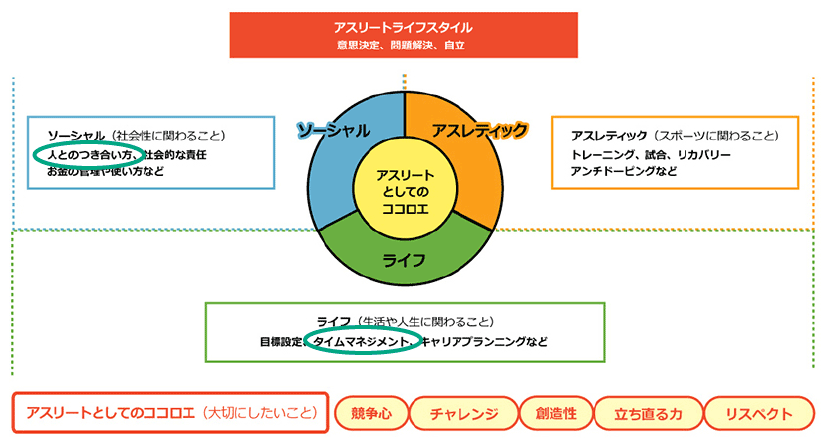 アスリートライフスタイル
意思決定、問題解決、自立
ソーシャル（社会性に関わること）
人とのつき合い方、社会的な責任
お金の管理や使い方など
ソーシャル
アスレティック
アスリート
としての
ココロエ
ライフ
アスレティック（スポーツに関わること）
トレーニング、試合、リカバリー
アンチドーピングなど
ライフ（生活や人生に関わること）
目標設定、タイムマネジメント、キャリアプランニングなど
アスリートとしてのココロエ（大切にしたいこと）
競争心
チャレンジ
創造性
立ち直る力
リスペクト